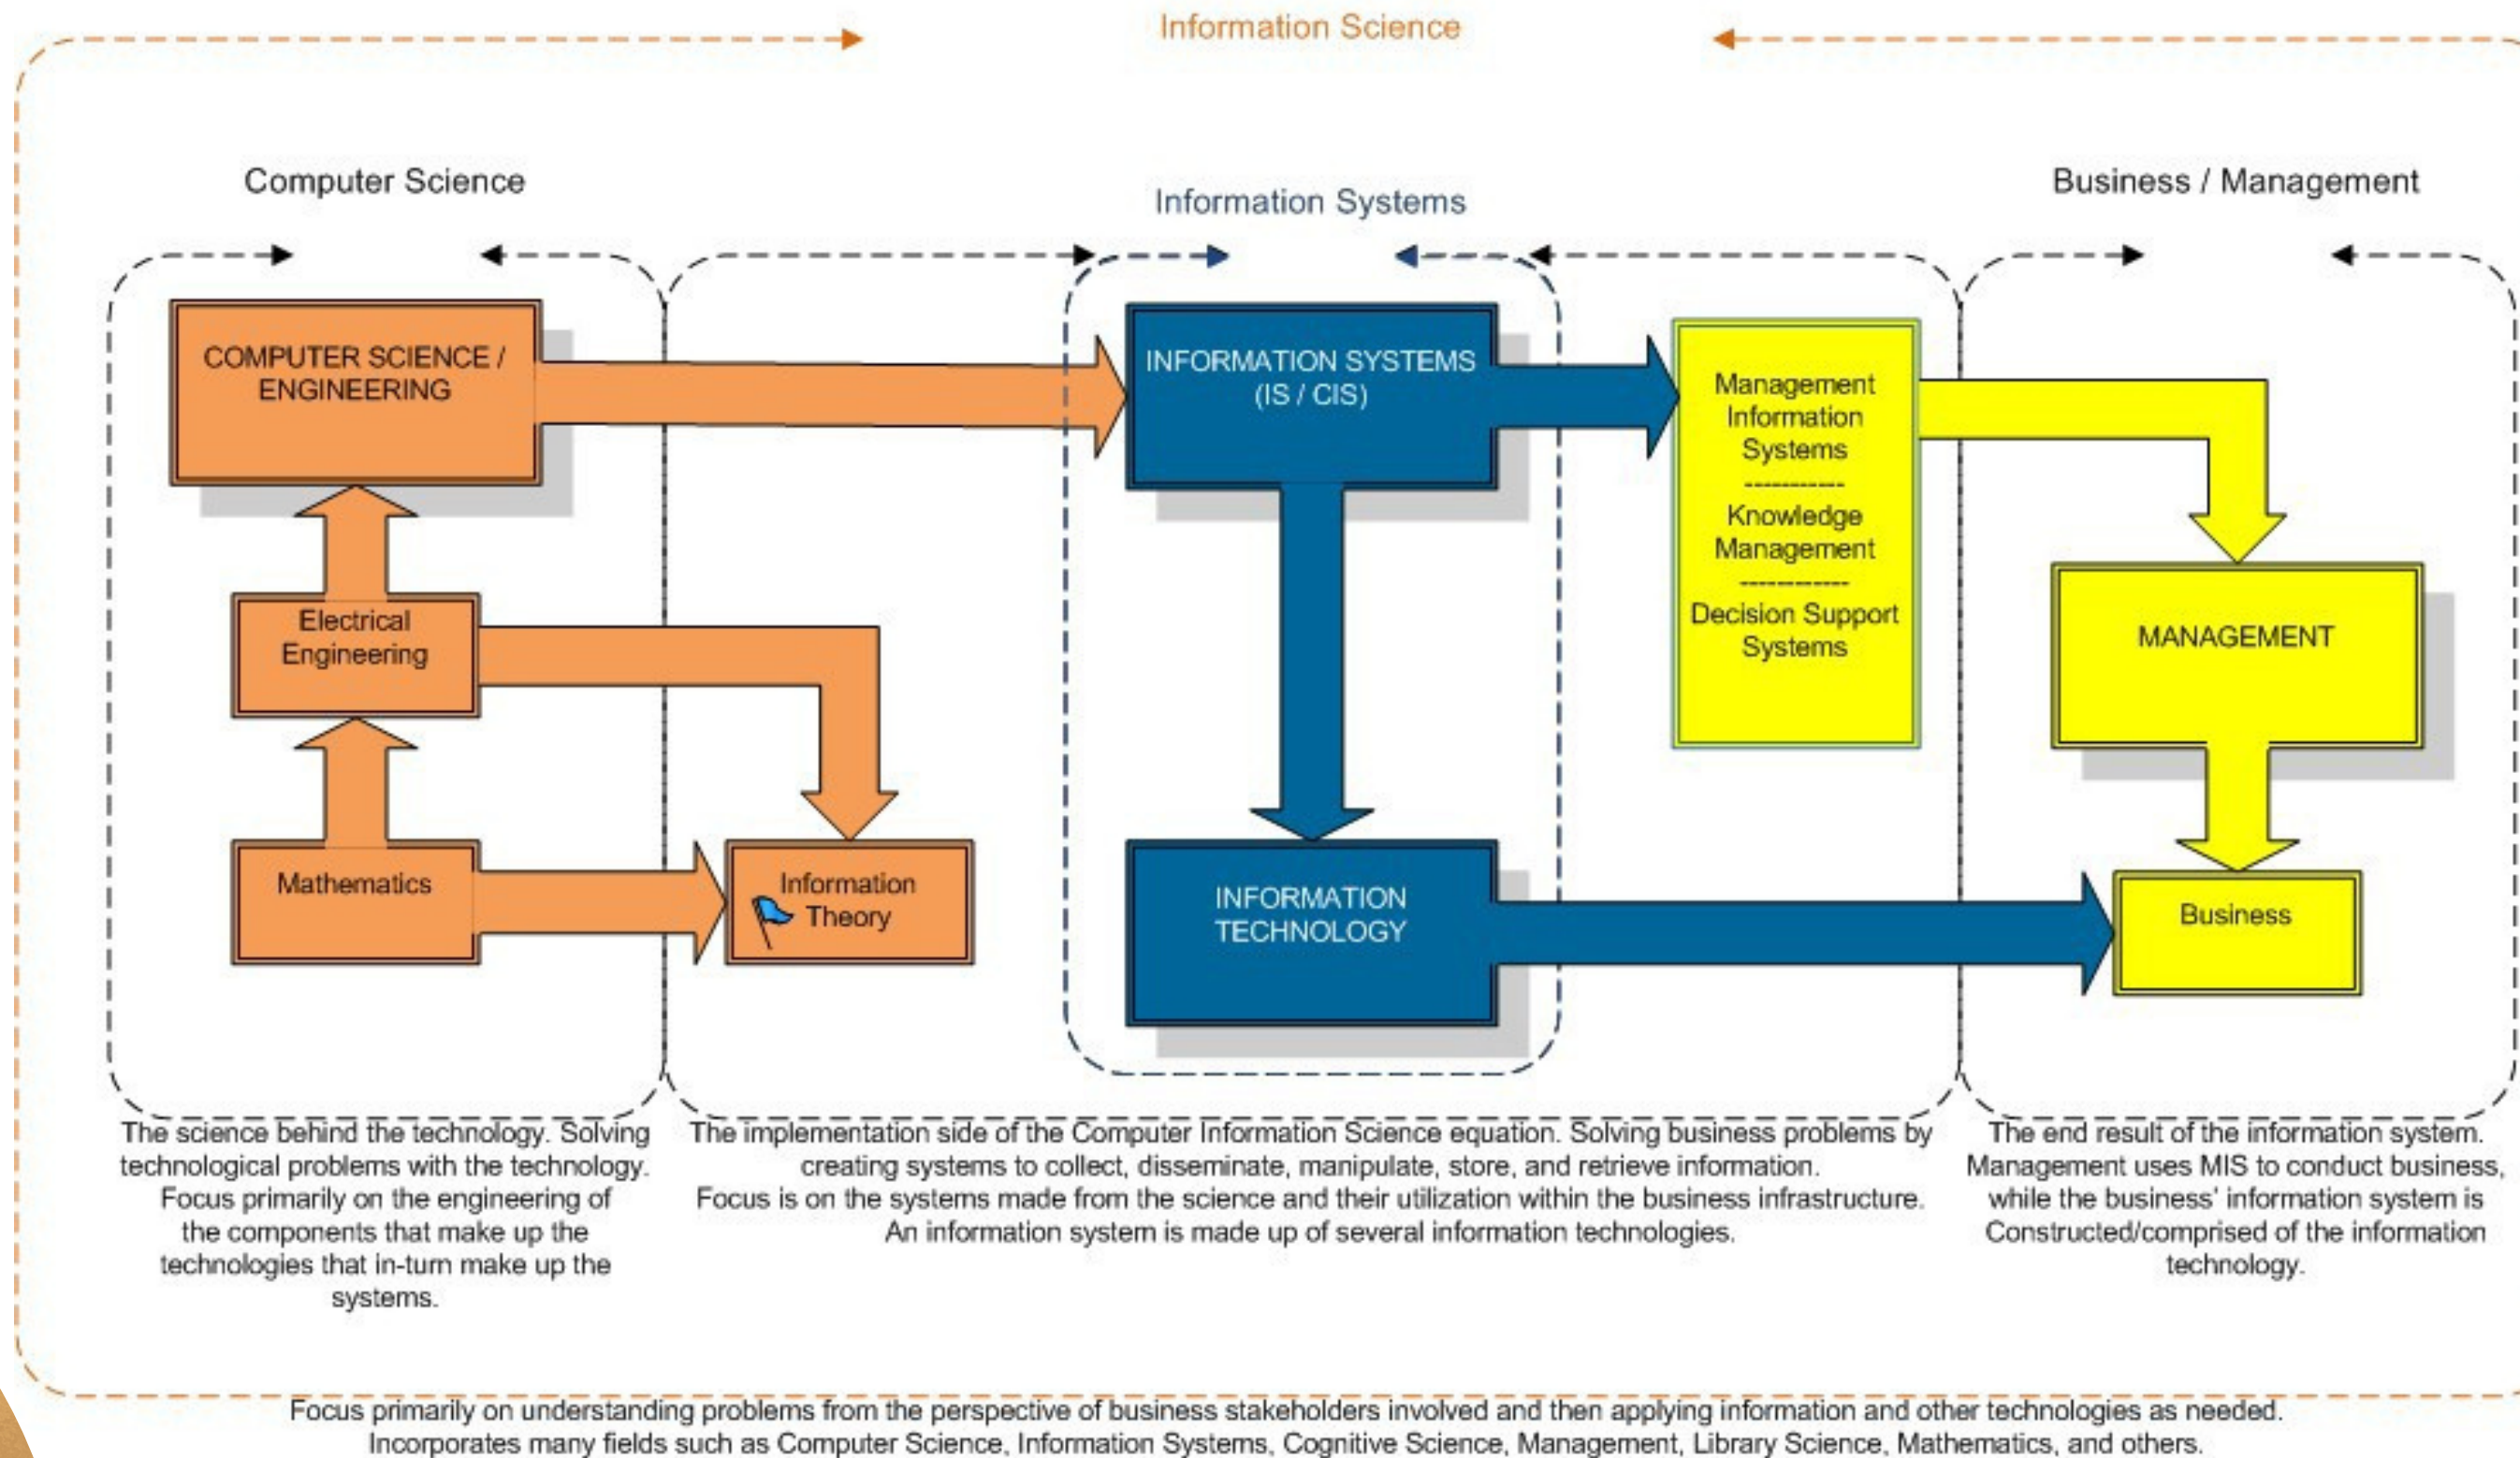 Information Science
Computer Science
Information Systems
Business / Management
COMPUTER SCIENCE /
ENGINEERING
INFORMATION SYSTEMS
(IS / CIS)
Management
Information
Systems
-----------
Knowledge
Management
------------
Decision Support
Systems
Electrical
Engineering
MANAGEMENT
Mathematics
Information
Theory
INFORMATION
TECHNOLOGY
Business
The science behind the technology. Solving
technological problems with the technology.
Focus primarily on the engineering of
the components that make up the
technologies that in-turn make up the
systems.
The implementation side of the Computer Information Science equation. Solving business problems by
creating systems to collect, disseminate, manipulate, store, and retrieve information.
Focus is on the systems made from the science and their utilization within the business infrastructure.
An information system is made up of several information technologies.
The end result of the information system.
Management uses MIS to conduct business,
while the business' information system is
Constructed/comprised of the information
technology.
Focus primarily on understanding problems from the perspective of business stakeholders involved and then applying information and other technologies as needed.
Incorporates many fields such as Computer Science, Information Systems, Cognitive Science, Management, Library Science, Mathematics, and others.